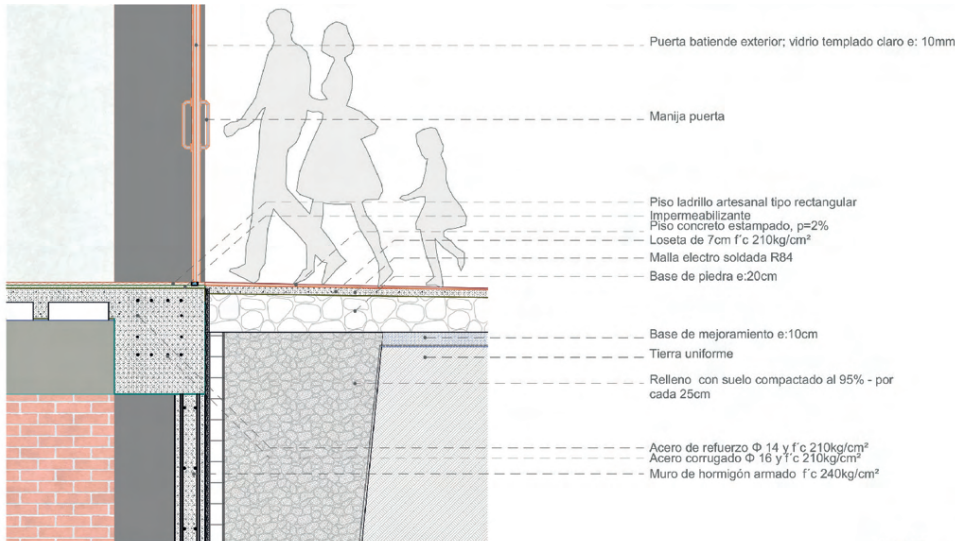 Puerta batiende exterior; vidrio templado claro e: 10mm
Manija puerta
Piso ladrillo artesanal tipo rectangular
Impermeabilizante
Piso concreto estampado, p=2%
Loseta de 7cm f´c 210kg/cm²
Malla electro soldada R84
Base de piedra e:20cm
Base de mejoramiento e:10cm
Tierra uniforme
Relleno con suelo compactado al 95% - por
cada 25cm
Acero de refuerzo Φ 14 y f´c 210kg/cm²
Acero corrugado Φ 16 y f´c 210kg/cm²
Muro de hormigón armado f´c 240kg/cm²